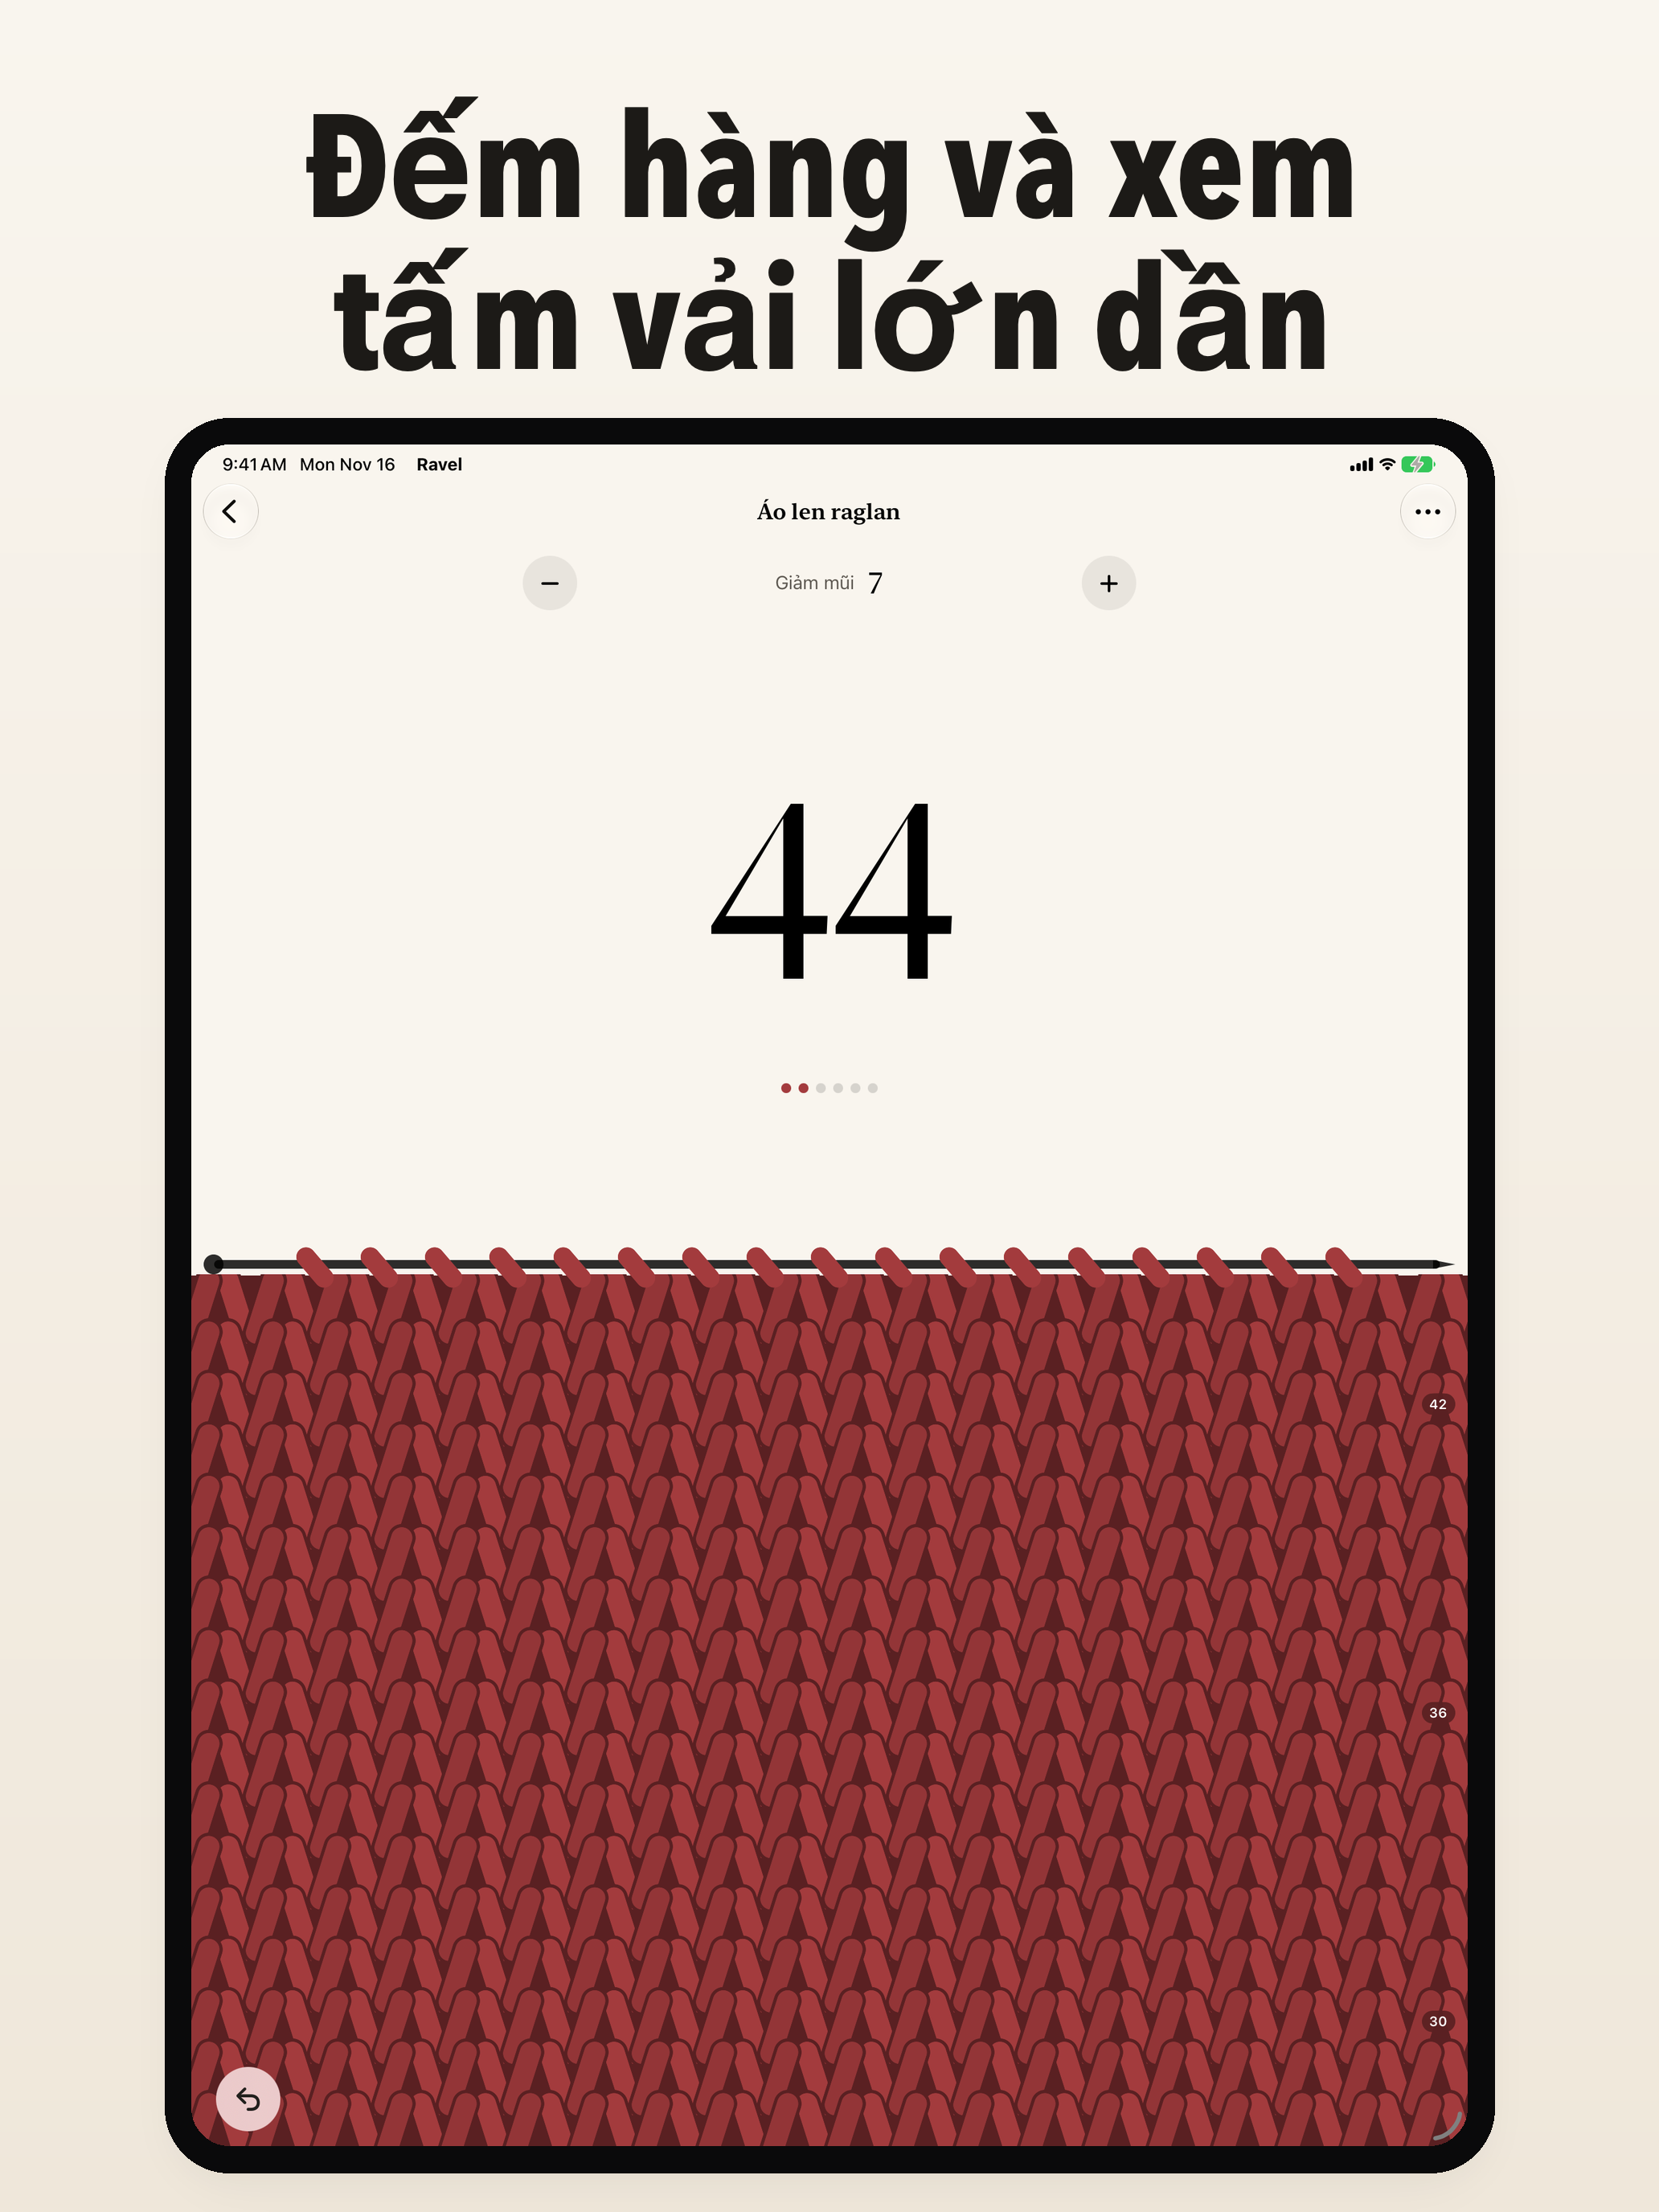 Đếm hàng và xem
tấm vải lớn dần
9:41 AM Mon Nov 16 Ravel
Áo len raglan
Giảm mũi 7
44
42
36
30